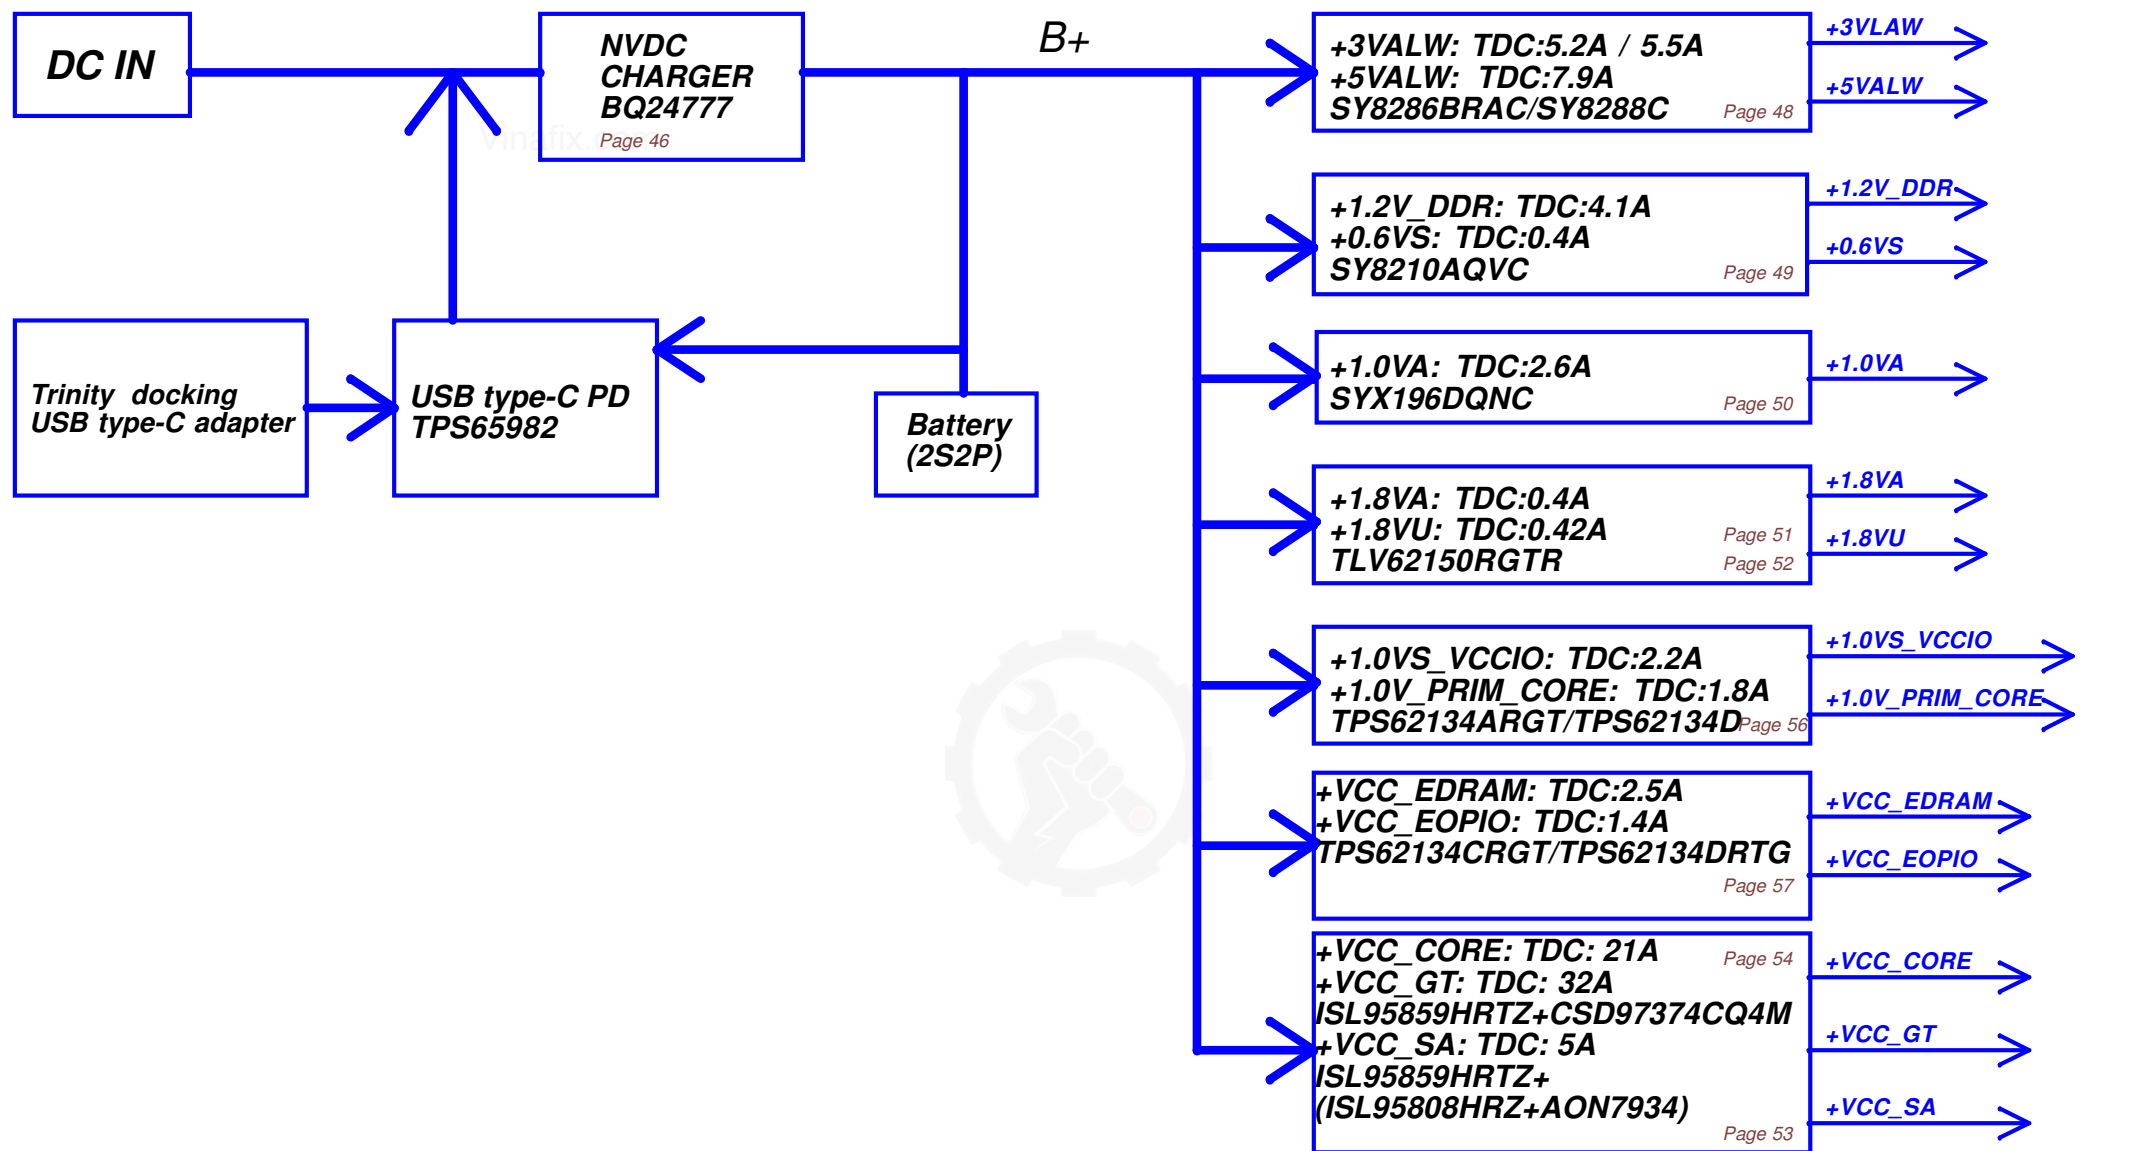 DC IN
NVDC
CHARGER
BQ24777
Page 46
Vinafix.com
B+
+3VALW: TDC:5.2A / 5.5A
+5VALW: TDC:7.9A
SY8286BRAC/SY8288C
Page 48
+3VLAW
+5VALW
+1.2V_DDR: TDC:4.1A
+0.6VS: TDC:0.4A
SY8210AQVC
Page 49
+1.2V_DDR
+0.6VS
Trinity docking
USB type-C adapter
USB type-C PD
TPS65982
Battery
(2S2P)
+1.0VA: TDC:2.6A
SYX196DQNC
Page 50
+1.0VA
+1.8VA: TDC:0.4A
+1.8VU: TDC:0.42A
TLV62150RGTR
Page 51
Page 52
+1.8VA
+1.8VU
+1.0VS_VCCIO: TDC:2.2A
+1.0V_PRIM_CORE: TDC:1.8A
TPS62134ARGT/TPS62134D
Page 56
+1.0VS_VCCIO
+1.0V_PRIM_CORE
+VCC_EDRAM: TDC:2.5A
+VCC_EOPIO: TDC:1.4A
TPS62134CRGT/TPS62134DRTG
Page 57
+VCC_EDRAM
+VCC_EOPIO
+VCC_CORE: TDC: 21A
Page 54
+VCC_GT: TDC: 32A
ISL95859HRTZ+CSD97374CQ4M
+VCC_SA: TDC: 5A
ISL95859HRTZ+
(ISL95808HRZ+AON7934)
Page 53
+VCC_CORE
+VCC_GT
+VCC_SA